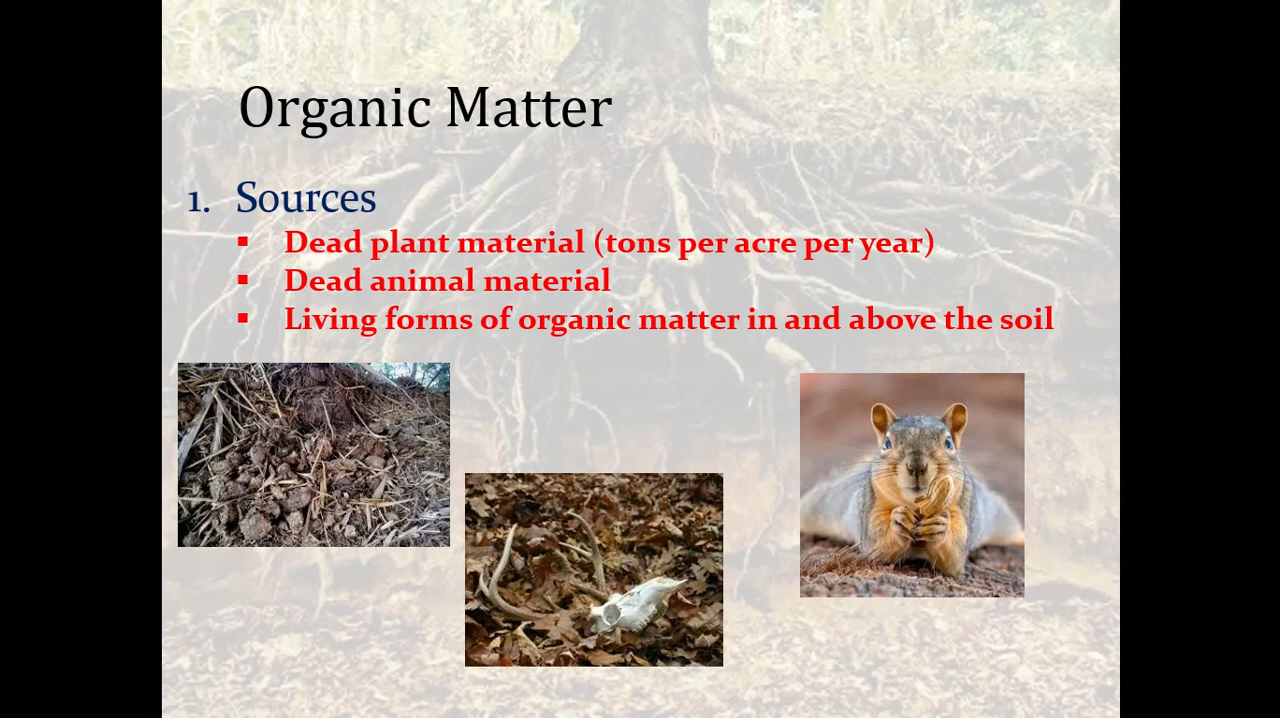 Organic Matter
1. Sources
▪ Dead plant material (tons per acre per year)
▪ Dead animal material
▪ Living forms of organic matter in and above the soil